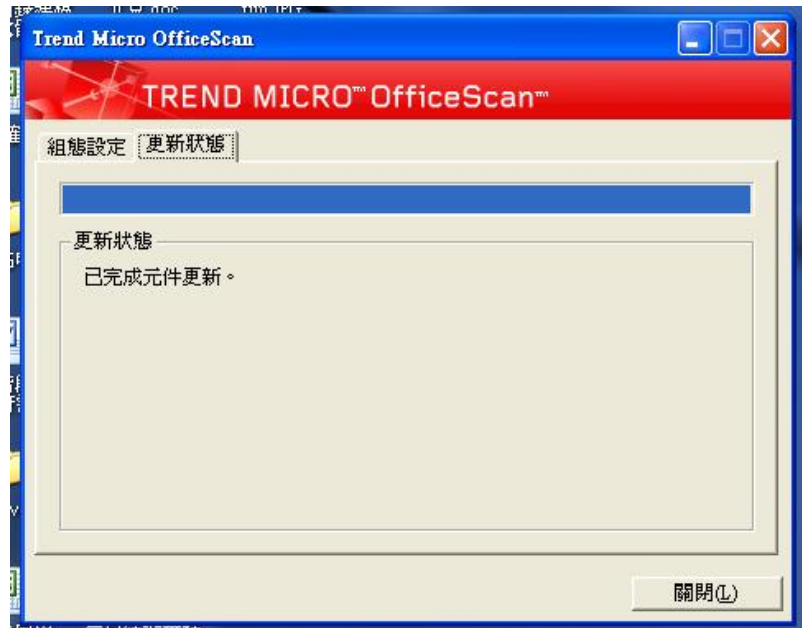 Trend Micro OfficeScan
TREND MICRO™ OfficeScan™
組態設定
更新狀態
更新狀態
已完成元件更新。
關閉(L)